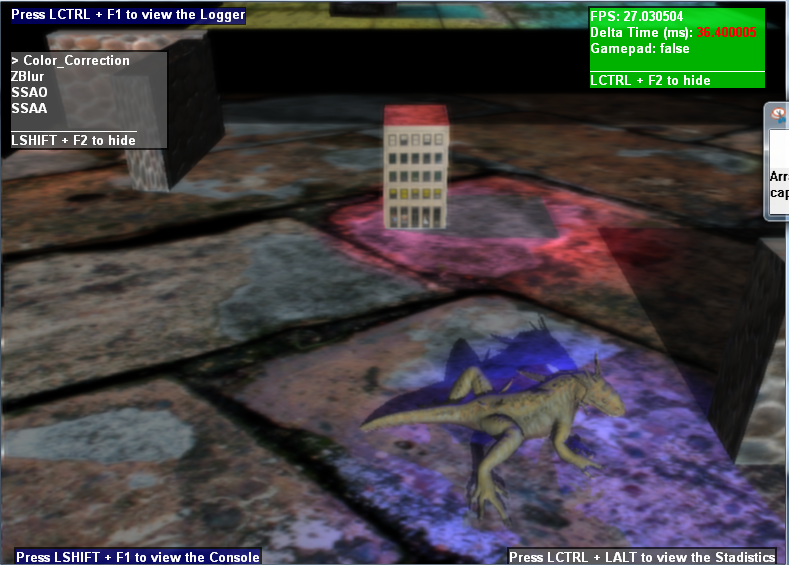 Press LCTRL + F1 to view the Logger
> Color_Correction
ZBlur
SSAO
SSAA
LSHIFT + F2 to hide
FPS: 27.030504
Delta Time (ms): 36.400005
Gamepad: false
LCTRL + F2 to hide
Press LSHIFT + F1 to view the Console
Press LCTRL + LALT to view the Stadistics